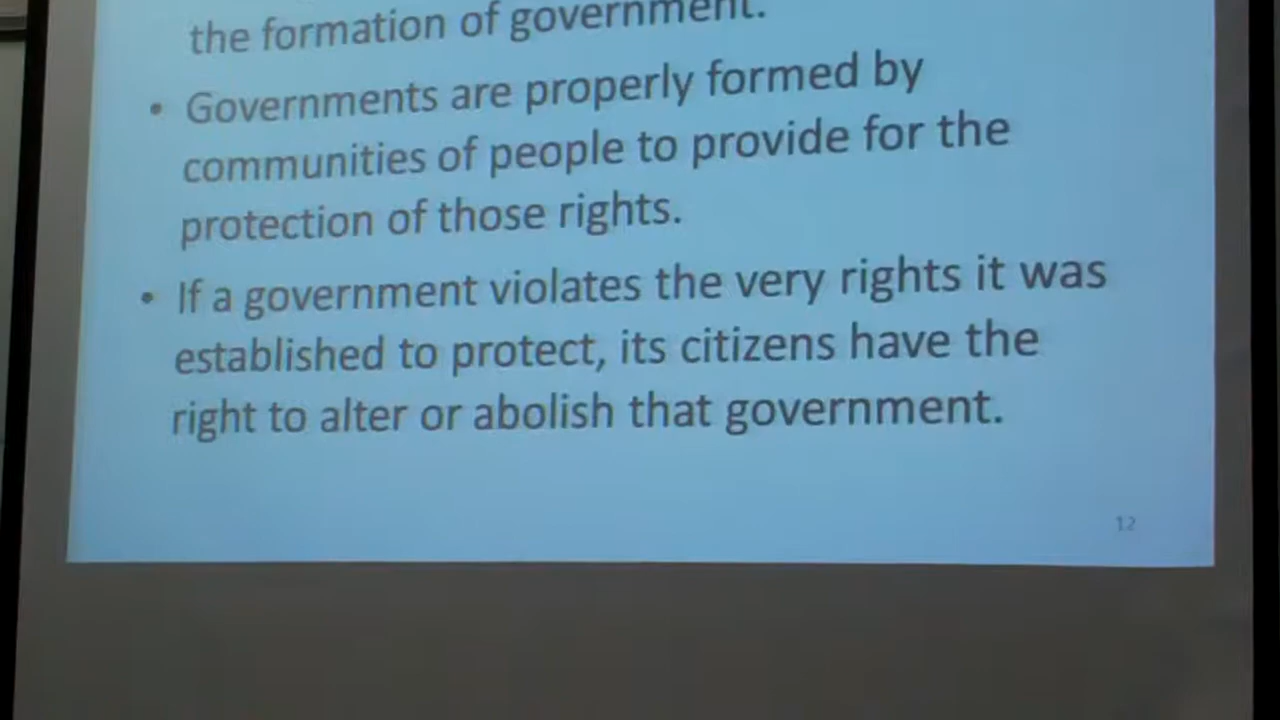 the formation of government.
• Governments are properly formed by
communities of people to provide for the
protection of those rights.
• If a government violates the very rights it was
established to protect, its citizens have the
right to alter or abolish that government.
12